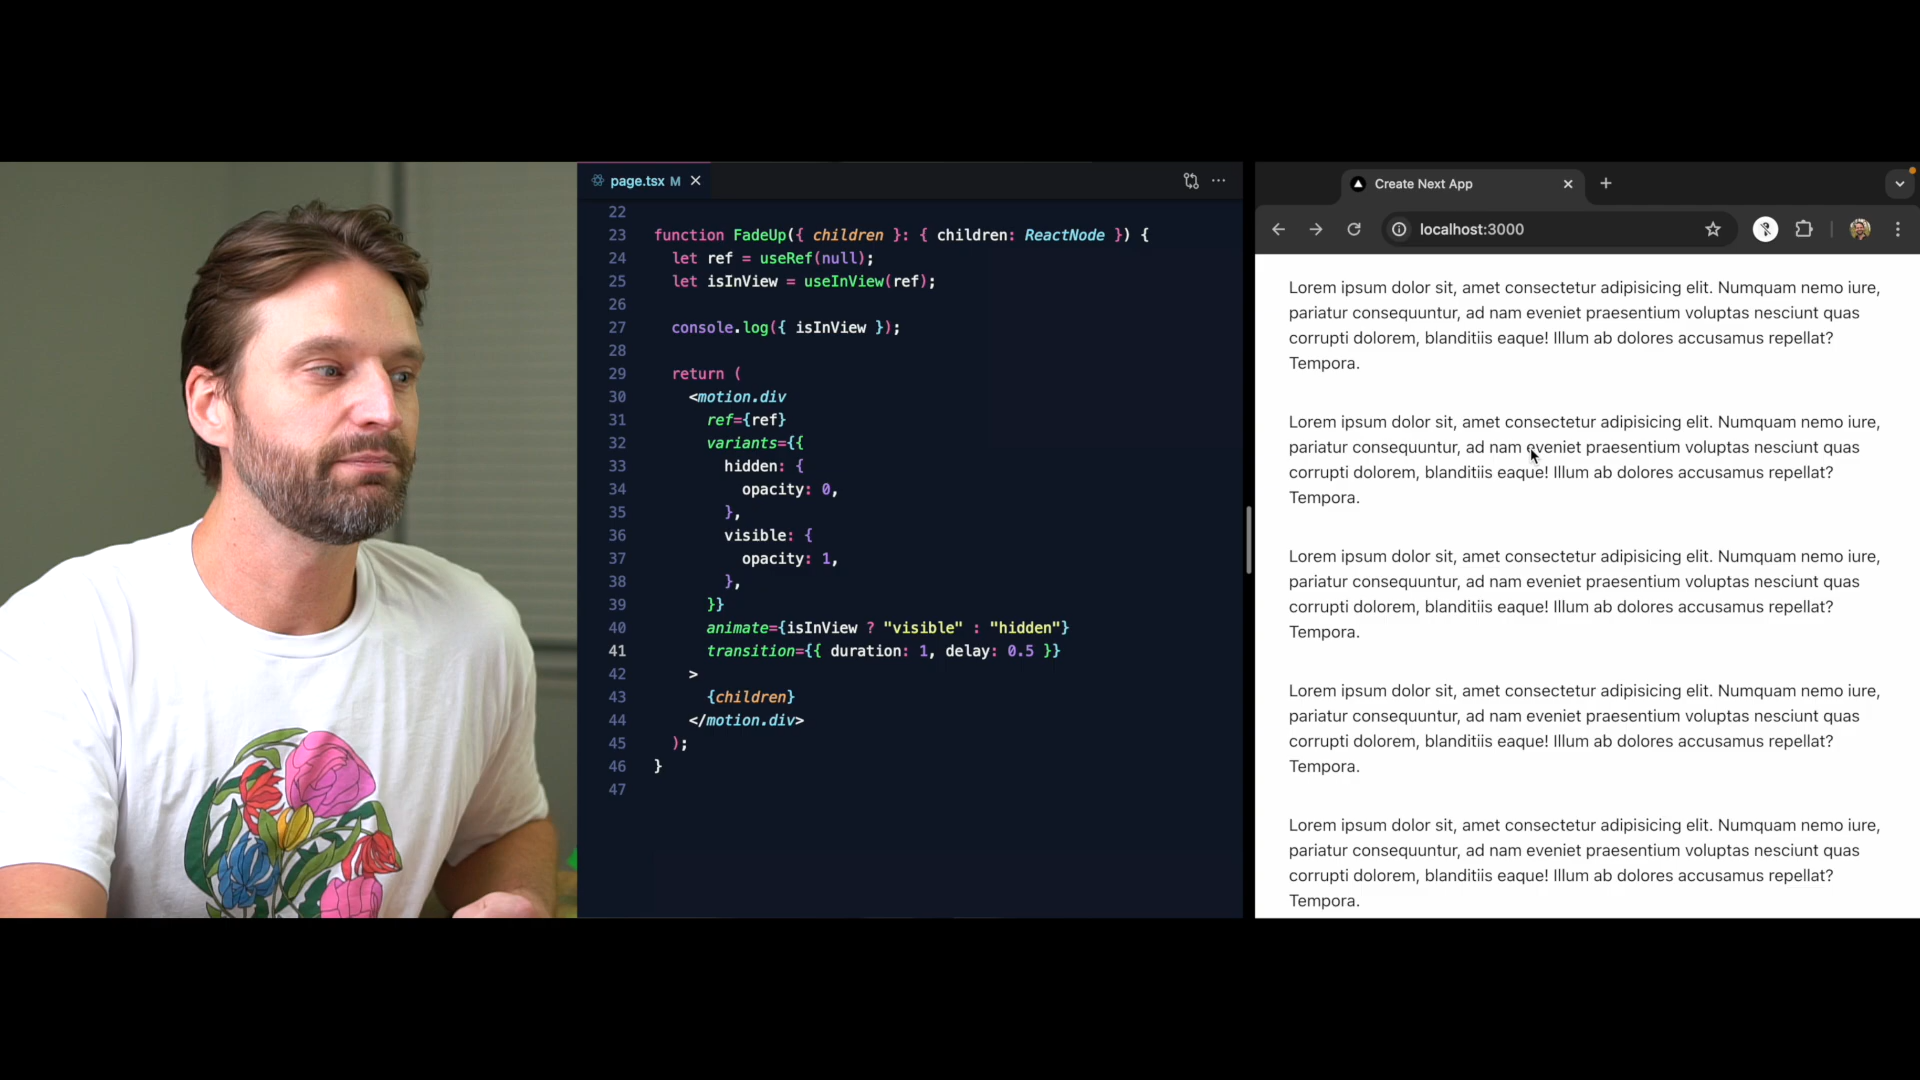 page.tsx M
22
23 function FadeUp({ children }: { children: ReactNode }) {
24 let ref = useRef(null);
25 let isInView = useInView(ref);
26
27 console.log({ isInView });
28
29 return (
30 <motion.div
31 ref={ref}
32 variants={{
33 hidden: {
34 opacity: 0,
35 },
36 visible: {
37 opacity: 1,
38 },
39 }}
40 animate={isInView ? "visible" : "hidden"}
41 transition={{ duration: 1, delay: 0.5 }}
42 >
43 {children}
44 </motion.div>
45 );
46 }
47
Create Next App
localhost:3000
Lorem ipsum dolor sit, amet consectetur adipisicing elit. Numquam nemo iure,
pariatur consequuntur, ad nam eveniet praesentium voluptas nesciunt quas
corrupti dolorem, blanditiis eaque! Illum ab dolores accusamus repellat?
Tempora.
Lorem ipsum dolor sit, amet consectetur adipisicing elit. Numquam nemo iure,
pariatur consequuntur, ad nam eveniet praesentium voluptas nesciunt quas
corrupti dolorem, blanditiis eaque! Illum ab dolores accusamus repellat?
Tempora.
Lorem ipsum dolor sit, amet consectetur adipisicing elit. Numquam nemo iure,
pariatur consequuntur, ad nam eveniet praesentium voluptas nesciunt quas
corrupti dolorem, blanditiis eaque! Illum ab dolores accusamus repellat?
Tempora.
Lorem ipsum dolor sit, amet consectetur adipisicing elit. Numquam nemo iure,
pariatur consequuntur, ad nam eveniet praesentium voluptas nesciunt quas
corrupti dolorem, blanditiis eaque! Illum ab dolores accusamus repellat?
Tempora.
Lorem ipsum dolor sit, amet consectetur adipisicing elit. Numquam nemo iure,
pariatur consequuntur, ad nam eveniet praesentium voluptas nesciunt quas
corrupti dolorem, blanditiis eaque! Illum ab dolores accusamus repellat?
Tempora.